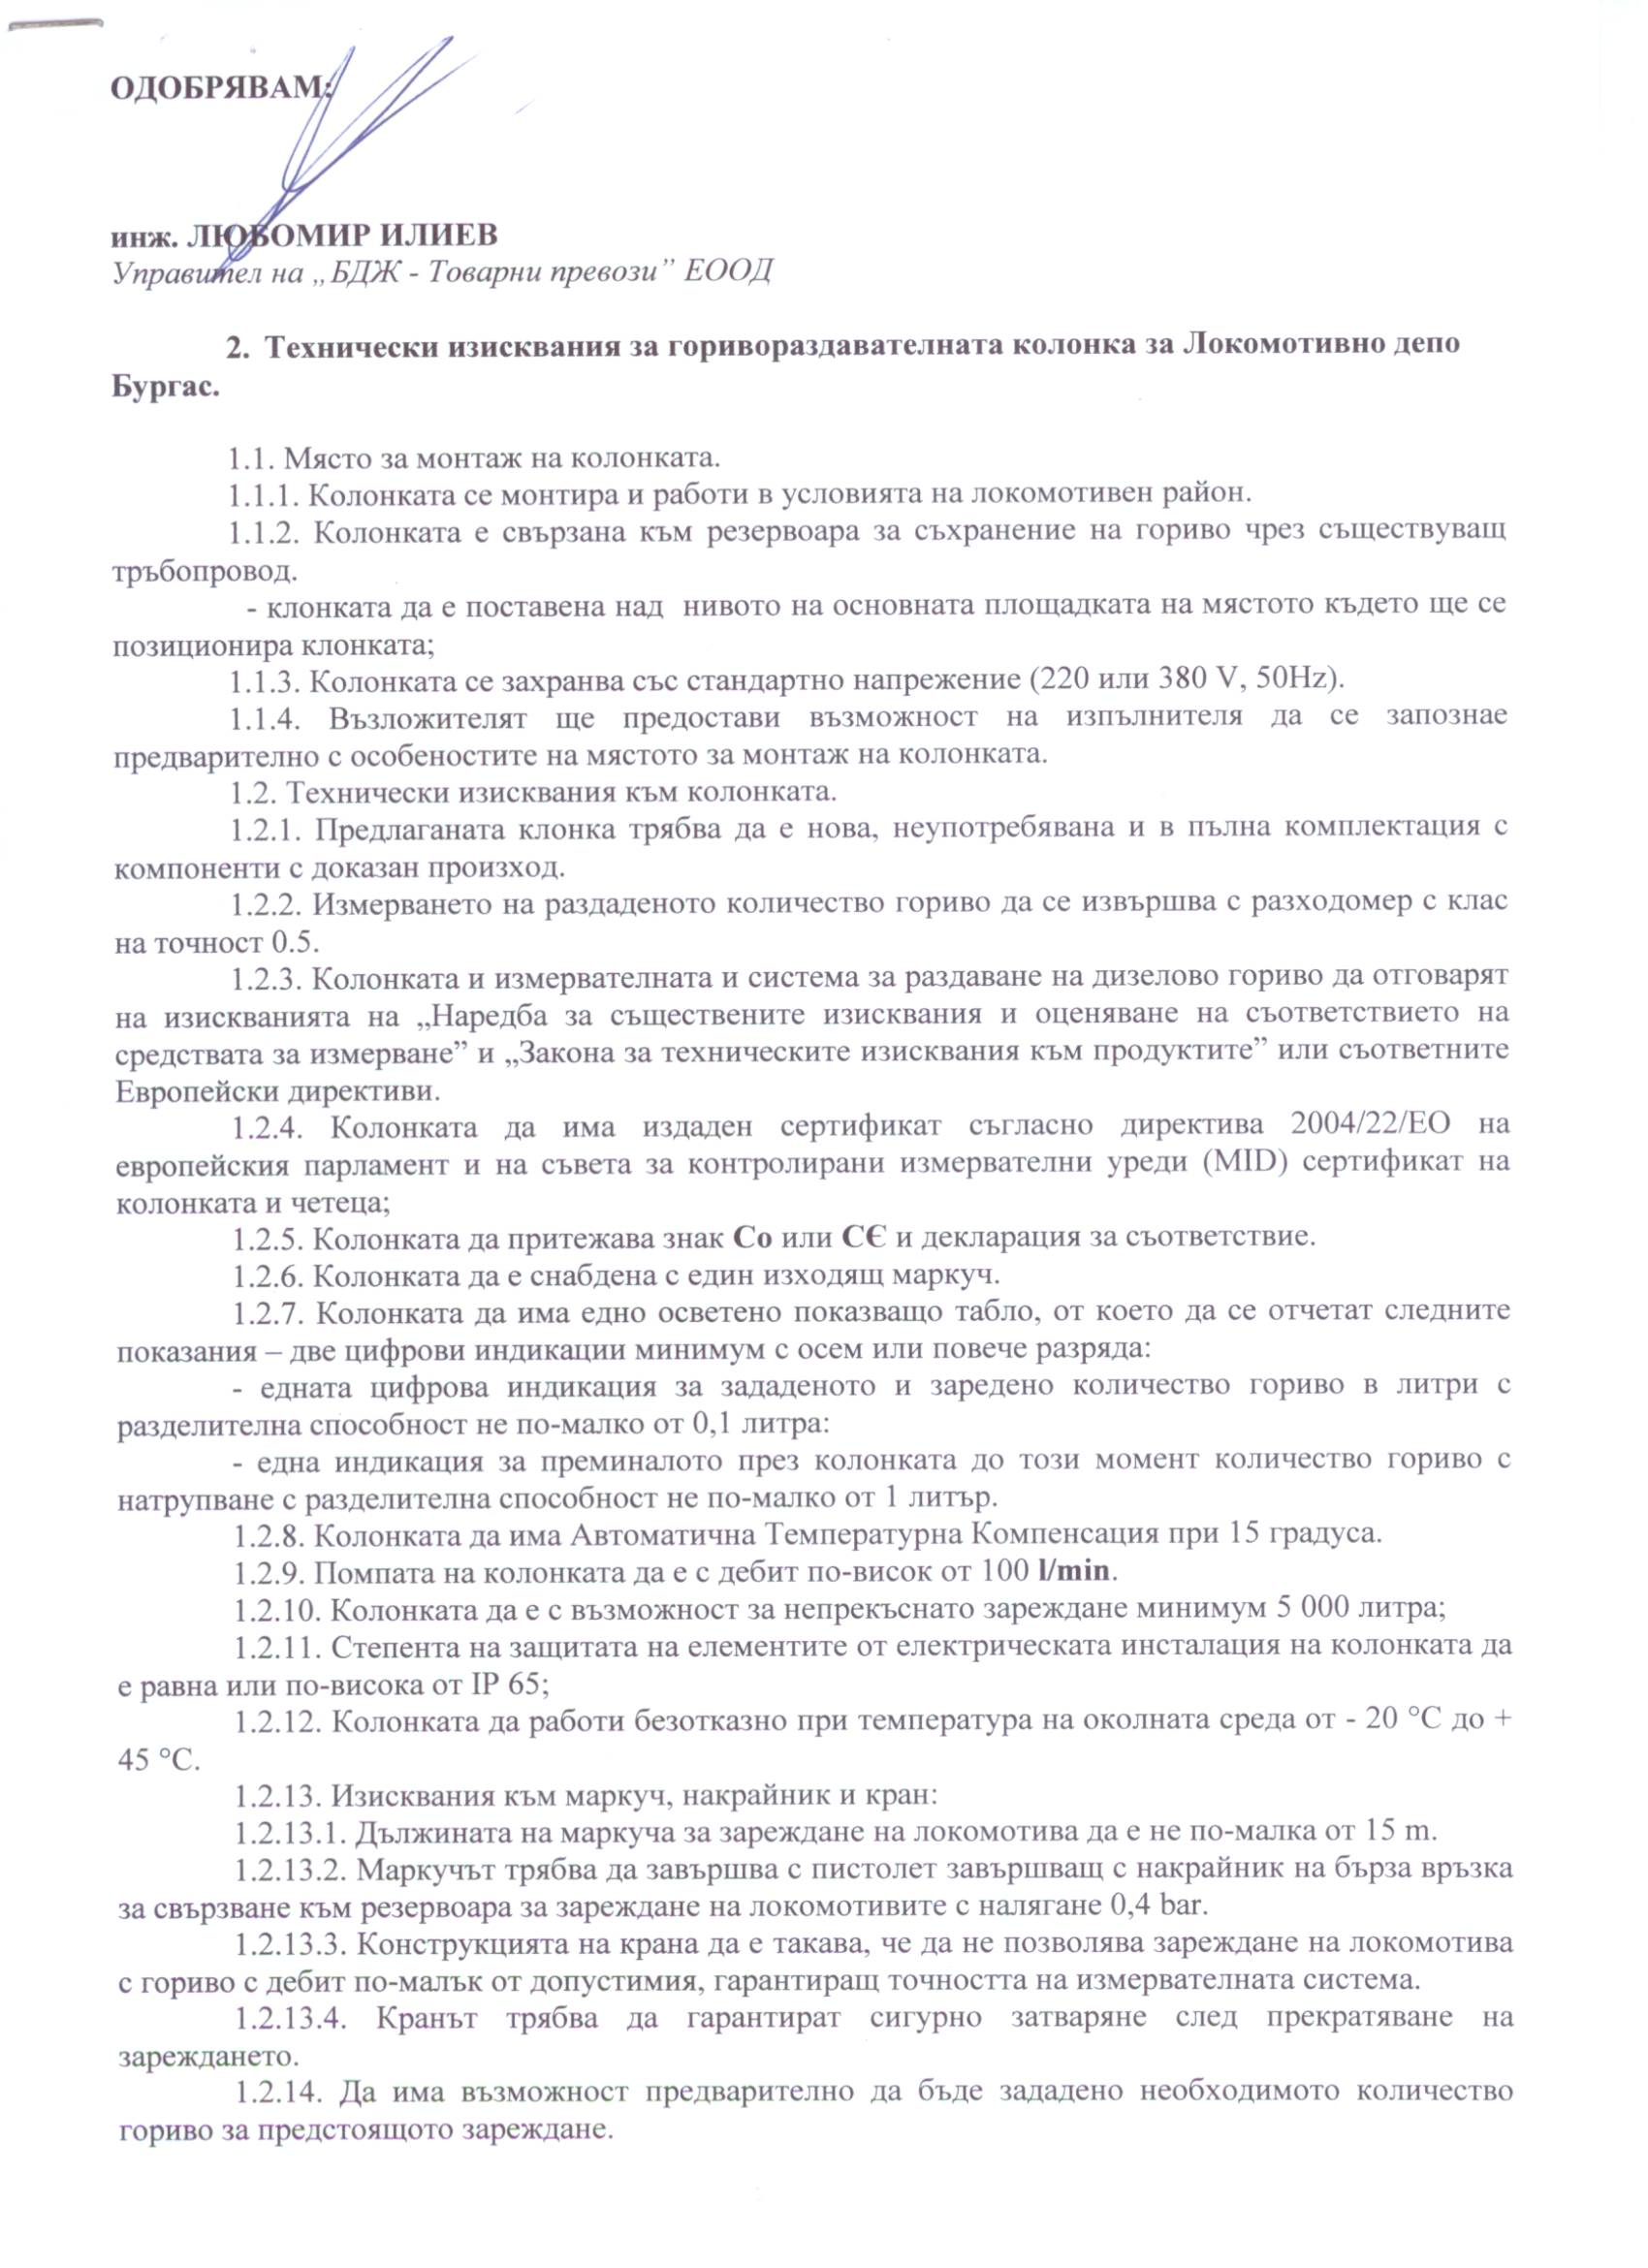 ОДОБРЯВАМ:
инж. ЛЮБОМИР ИЛИЕВ
Управител на „БДЖ - Товарни превози” ЕООД
2. Технически изисквания за горивораздавателната колонка за Локомотивно депо
Бургас.
1.1. Място за монтаж на колонката.
1.1.1. Колонката се монтира и работи в условията на локомотивен район.
1.1.2. Колонката е свързана към резервоара за съхранение на гориво чрез съществуващ
тръбопровод.
- клонката да е поставена над нивото на основната площадката на мястото където ще се
позиционира клонката;
1.1.3. Колонката се захранва със стандартно напрежение (220 или 380 V, 50Hz).
1.1.4. Възложителят ще предостави възможност на изпълнителя да се запознае
предварително с особеностите на мястото за монтаж на колонката.
1.2. Технически изисквания към колонката.
1.2.1. Предлаганата клонка трябва да е нова, неупотребявана и в пълна комплектация с
компоненти с доказан произход.
1.2.2. Измерването на раздаденото количество гориво да се извършва с разходомер с клас
на точност 0.5.
1.2.3. Колонката и измервателната и система за раздаване на дизелово гориво да отговарят
на изискванията на „Наредба за съществените изисквания и оценяване на съответствието на
средствата за измерване” и „Закона за техническите изисквания към продуктите” или съответните
Европейски директиви.
1.2.4. Колонката да има издаден сертификат съгласно директива 2004/22/ЕО на
европейския парламент и на съвета за контролирани измервателни уреди (MID) сертификат на
колонката и четеца;
1.2.5. Колонката да притежава знак Со или СЄ и декларация за съответствие.
1.2.6. Колонката да е снабдена с един изходящ маркуч.
1.2.7. Колонката да има едно осветено показващо табло, от което да се отчетат следните
показания – две цифрови индикации минимум с осем или повече разряда:
- едната цифрова индикация за зададеното и заредено количество гориво в литри с
разделителна способност не по-малко от 0,1 литра:
- една индикация за преминалото през колонката до този момент количество гориво с
натрупване с разделителна способност не по-малко от 1 литър.
1.2.8. Колонката да има Автоматична Температурна Компенсация при 15 градуса.
1.2.9. Помпата на колонката да е с дебит по-висок от 100 l/min.
1.2.10. Колонката да е с възможност за непрекъснато зареждане минимум 5 000 литра;
1.2.11. Степента на защитата на елементите от електрическата инсталация на колонката да
е равна или по-висока от IP 65;
1.2.12. Колонката да работи безотказно при температура на околната среда от - 20 °С до +
45 °С.
1.2.13. Изисквания към маркуч, накрайник и кран:
1.2.13.1. Дължината на маркуча за зареждане на локомотива да е не по-малка от 15 m.
1.2.13.2. Маркучът трябва да завършва с пистолет завършващ с накрайник на бърза връзка
за свързване към резервоара за зареждане на локомотивите с налягане 0,4 bar.
1.2.13.3. Конструкцията на крана да е такава, че да не позволява зареждане на локомотива
с гориво с дебит по-малък от допустимия, гарантиращ точността на измервателната система.
1.2.13.4. Кранът трябва да гарантират сигурно затваряне след прекратяване на
зареждането.
1.2.14. Да има възможност предварително да бъде зададено необходимото количество
гориво за предстоящото зареждане.